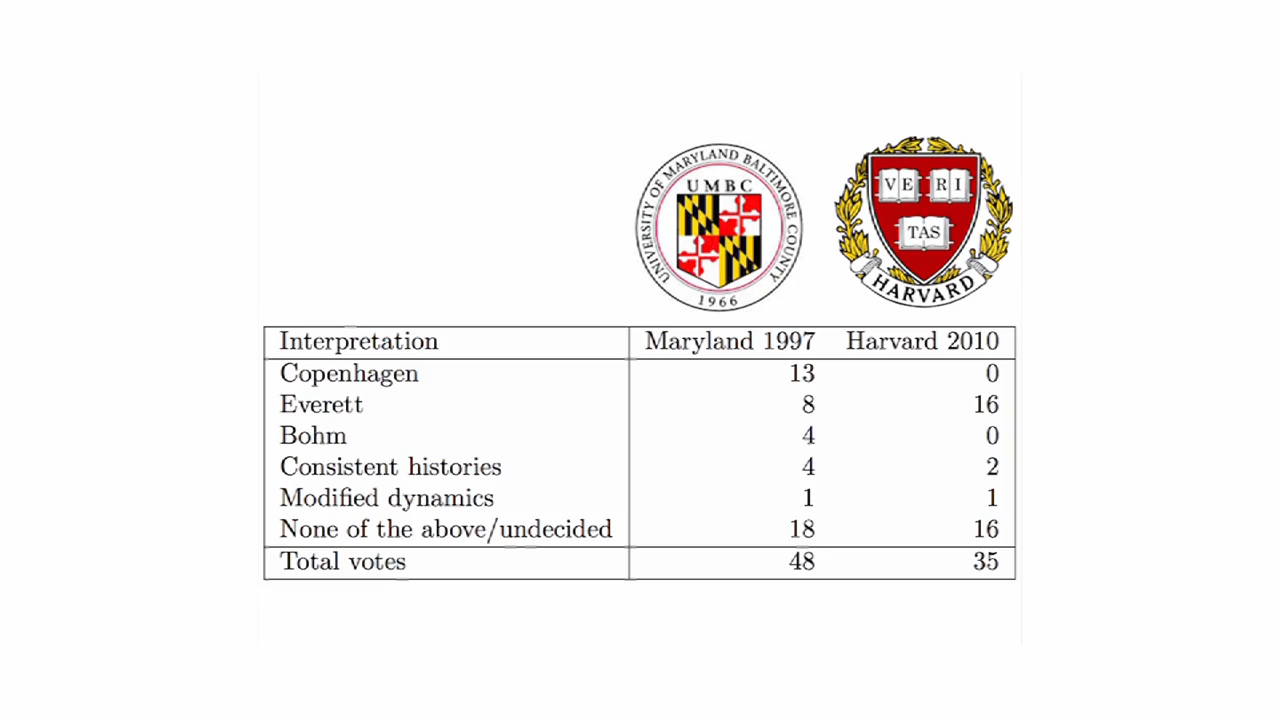 UNIVERSITY OF MARYLAND BALTIMORE COUNTY
UMBC
1966
VE RI
TAS
HARVARD
Interpretation Maryland 1997 Harvard 2010
Copenhagen 13 0
Everett 8 16
Bohm 4 0
Consistent histories 4 2
Modified dynamics 1 1
None of the above/undecided 18 16
Total votes 48 35